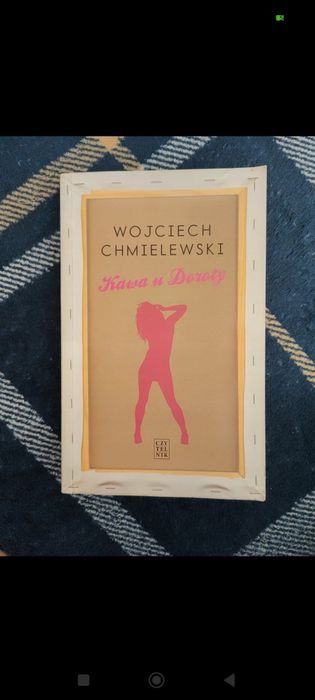 WOJCIECH
CHMIELEWSKI
Kawa u Doroty
CZY
TEL
NIK